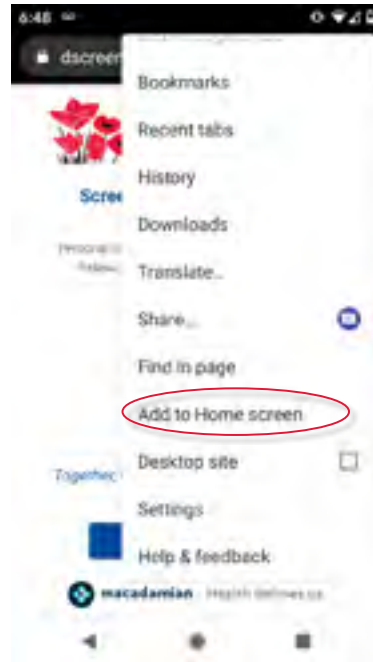 6:48
dscreen
Bookmarks
Recent tabs
History
Scree
Downloads
Translate...
Share...
Find in page
Add to Home screen
Desktop site
Together,
Settings
Help & feedback
macadamian